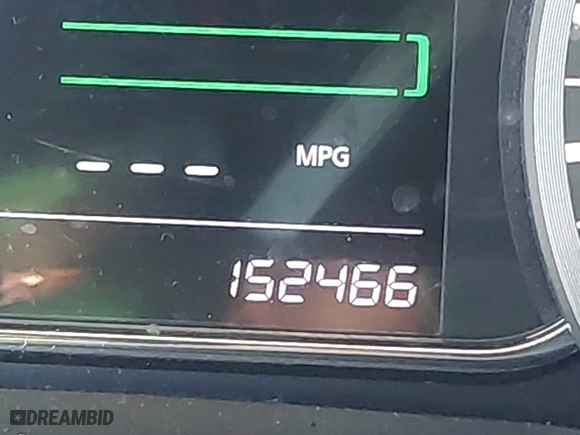 --- MPG
152466
DREAMBID